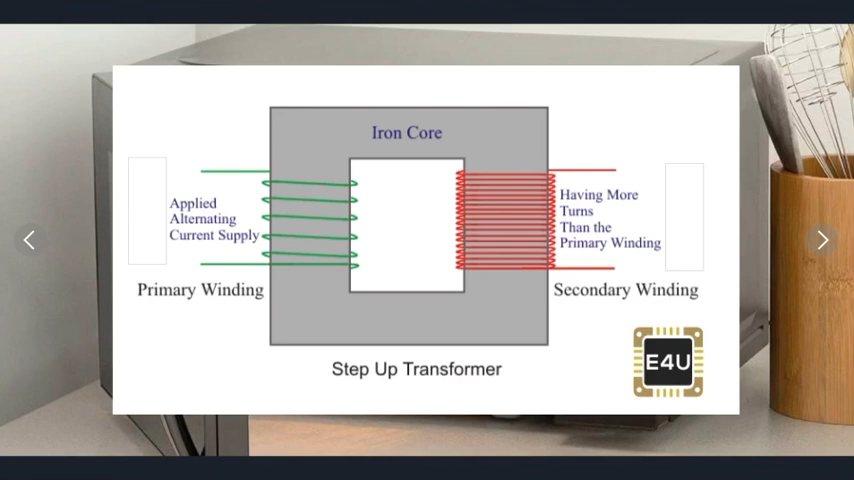 Iron Core
Applied
Alternating
Current Supply
Primary Winding
Having More
Turns
Than the
Primary Winding
Secondary Winding
Step Up Transformer
E4U